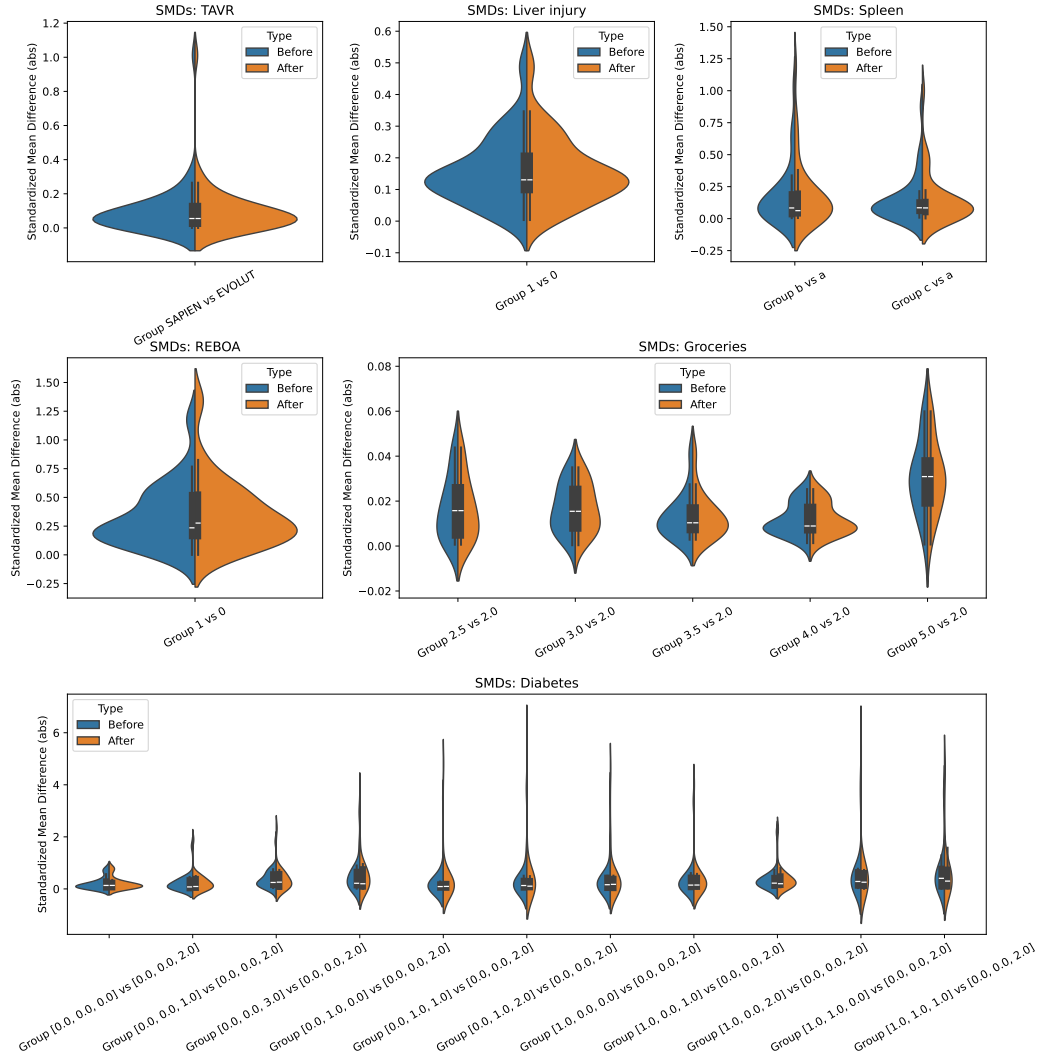 SMDs: TAVR
Standardized Mean Difference (abs)
1.2
1.0
0.8
0.6
0.4
0.2
0.0
Type
Before
After
Group SAPIEN vs EVOLUT
SMDs: Liver injury
Standardized Mean Difference (abs)
0.6
0.5
0.4
0.3
0.2
0.1
0.0
−0.1
Type
Before
After
Group 1 vs 0
SMDs: Spleen
Standardized Mean Difference (abs)
1.50
1.25
1.00
0.75
0.50
0.25
0.00
−0.25
Type
Before
After
Group b vs a
Group c vs a
SMDs: REBOA
Standardized Mean Difference (abs)
1.50
1.25
1.00
0.75
0.50
0.25
0.00
−0.25
Type
Before
After
Group 1 vs 0
SMDs: Groceries
Standardized Mean Difference (abs)
0.08
0.06
0.04
0.02
0.00
−0.02
Type
Before
After
Group 2.5 vs 2.0
Group 3.0 vs 2.0
Group 3.5 vs 2.0
Group 4.0 vs 2.0
Group 5.0 vs 2.0
SMDs: Diabetes
Standardized Mean Difference (abs)
6
4
2
0
Type
Before
After
Group [0.0, 0.0, 0.0] vs [0.0, 0.0, 2.0]
Group [0.0, 0.0, 1.0] vs [0.0, 0.0, 2.0]
Group [0.0, 0.0, 3.0] vs [0.0, 0.0, 2.0]
Group [0.0, 1.0, 0.0] vs [0.0, 0.0, 2.0]
Group [0.0, 1.0, 1.0] vs [0.0, 0.0, 2.0]
Group [0.0, 1.0, 2.0] vs [0.0, 0.0, 2.0]
Group [1.0, 0.0, 0.0] vs [0.0, 0.0, 2.0]
Group [1.0, 0.0, 1.0] vs [0.0, 0.0, 2.0]
Group [1.0, 0.0, 2.0] vs [0.0, 0.0, 2.0]
Group [1.0, 1.0, 0.0] vs [0.0, 0.0, 2.0]
Group [1.0, 1.0, 1.0] vs [0.0, 0.0, 2.0]